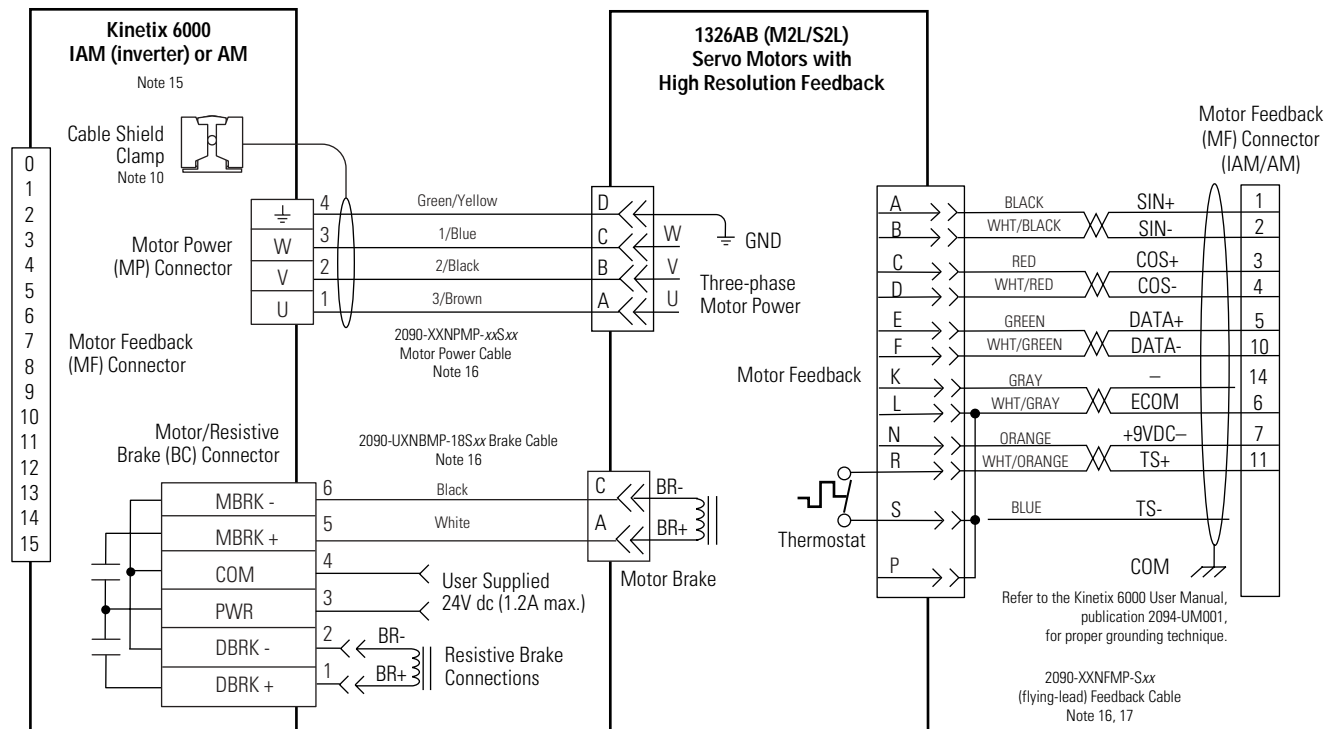 Kinetix 6000
IAM (inverter) or AM
Note 15
Cable Shield
Clamp
Note 10
0
1
2
3
4
5
6
7
8
9
10
11
12
13
14
15
Motor Power
(MP) Connector
W
V
U
4
3
2
1
Motor Feedback
(MF) Connector
Motor/Resistive
Brake (BC) Connector
MBRK -
MBRK +
COM
PWR
DBRK -
DBRK +
6
5
4
3
2
1
Green/Yellow
1/Blue
2/Black
3/Brown
2090-XXNPMP-xxSxx
Motor Power Cable
Note 16
2090-UXNBMP-18Sxx Brake Cable
Note 16
Black
White
User Supplied
24V dc (1.2A max.)
BR-
BR+
Resistive Brake
Connections
1326AB (M2L/S2L)
Servo Motors with
High Resolution Feedback
D
C
B
A
W
V
U
GND
Three-phase
Motor Power
C
A
BR-
BR+
Motor Brake
Motor Feedback
Thermostat
A
B
C
D
E
F
K
L
N
R
S
P
Motor Feedback
(MF) Connector
(IAM/AM)
BLACK SIN+ 1
WHT/BLACK SIN- 2
RED COS+ 3
WHT/RED COS- 4
GREEN DATA+ 5
WHT/GREEN DATA- 10
GRAY – 14
WHT/GRAY ECOM 6
ORANGE +9VDC– 7
WHT/ORANGE TS+ 11
BLUE TS-
COM
Refer to the Kinetix 6000 User Manual,
publication 2094-UM001,
for proper grounding technique.
2090-XXNFMP-Sxx
(flying-lead) Feedback Cable
Note 16, 17